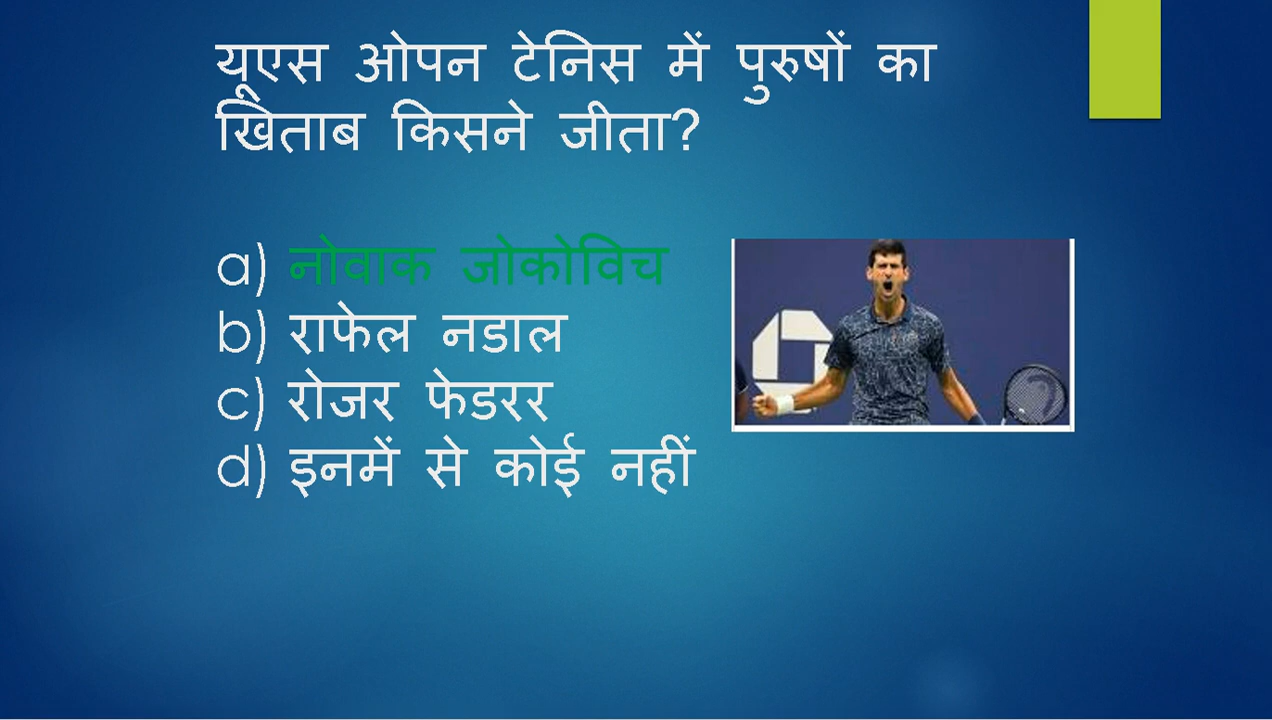 यूएस ओपन टेनिस में पुरुषों का
खिताब किसने जीता?
a) नोवाक जोकोविच
b) राफेल नडाल
c) रोजर फेडरर
d) इनमें से कोई नहीं